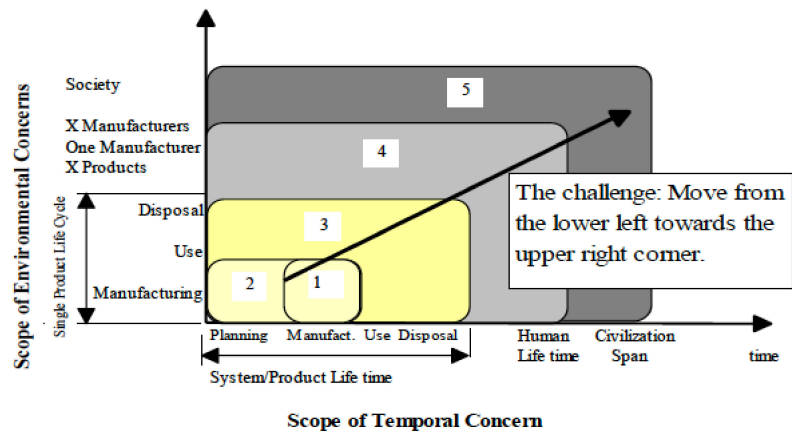 Scope of Environmental Concerns
Single Product Life Cycle
Society
X Manufacturers
One Manufacturer
X Products
Disposal
Use
Manufacturing
5
4
3
2
1
The challenge: Move from
the lower left towards the
upper right corner.
Planning Manufact. Use Disposal Human Civilization
Life time Span time
System/Product Life time
Scope of Temporal Concern